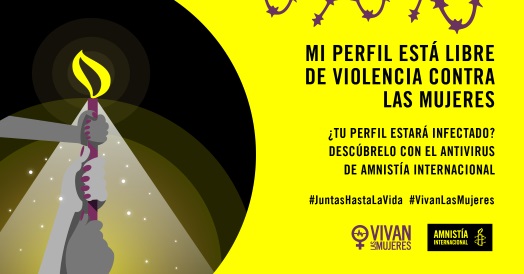 MI PERFIL ESTÁ LIBRE
DE VIOLENCIA CONTRA
LAS MUJERES
¿TU PERFIL ESTARÁ INFECTADO?
DESCÚBRELO CON EL ANTIVIRUS
DE AMNISTÍA INTERNACIONAL
#JuntasHastaLaVida #VivanLasMujeres
VIVAN
LAS MUJERES
AMNISTÍA
INTERNACIONAL